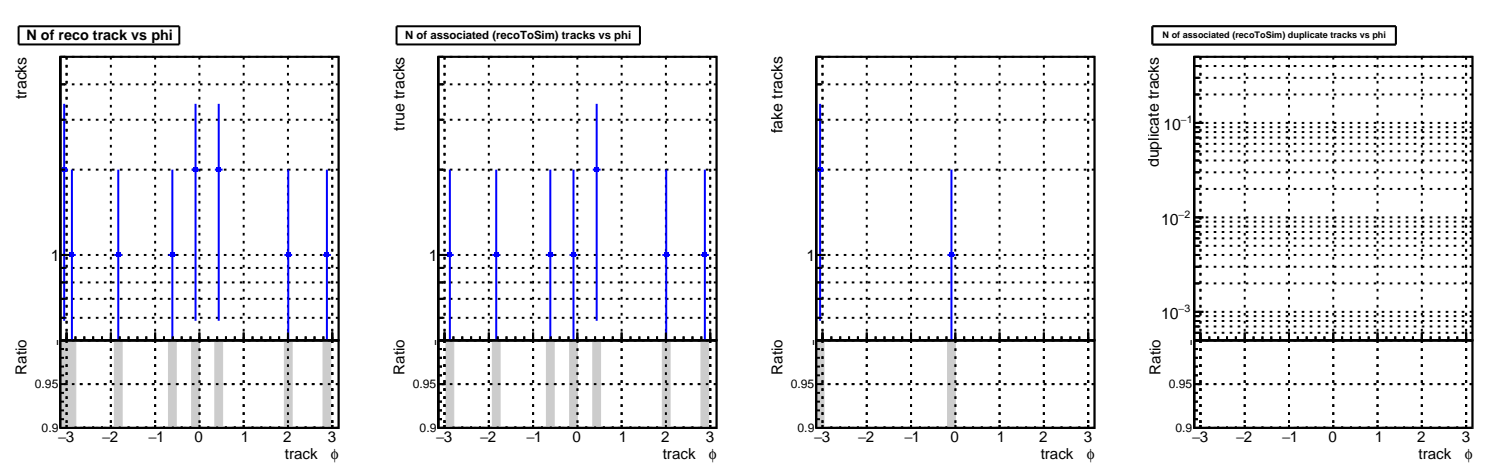 N of reco track vs phi
tracks
1
Ratio
0.95
0.9
−3 −2 −1 0 1 2 3
track ϕ
N of associated (recoToSim) tracks vs phi
true tracks
1
Ratio
0.95
0.9
−3 −2 −1 0 1 2 3
track ϕ
fake tracks
1
Ratio
0.95
0.9
−3 −2 −1 0 1 2 3
track ϕ
N of associated (recoToSim) duplicate tracks vs phi
duplicate tracks
10−1
10−2
10−3
Ratio
0.95
0.9
−3 −2 −1 0 1 2 3
track ϕ